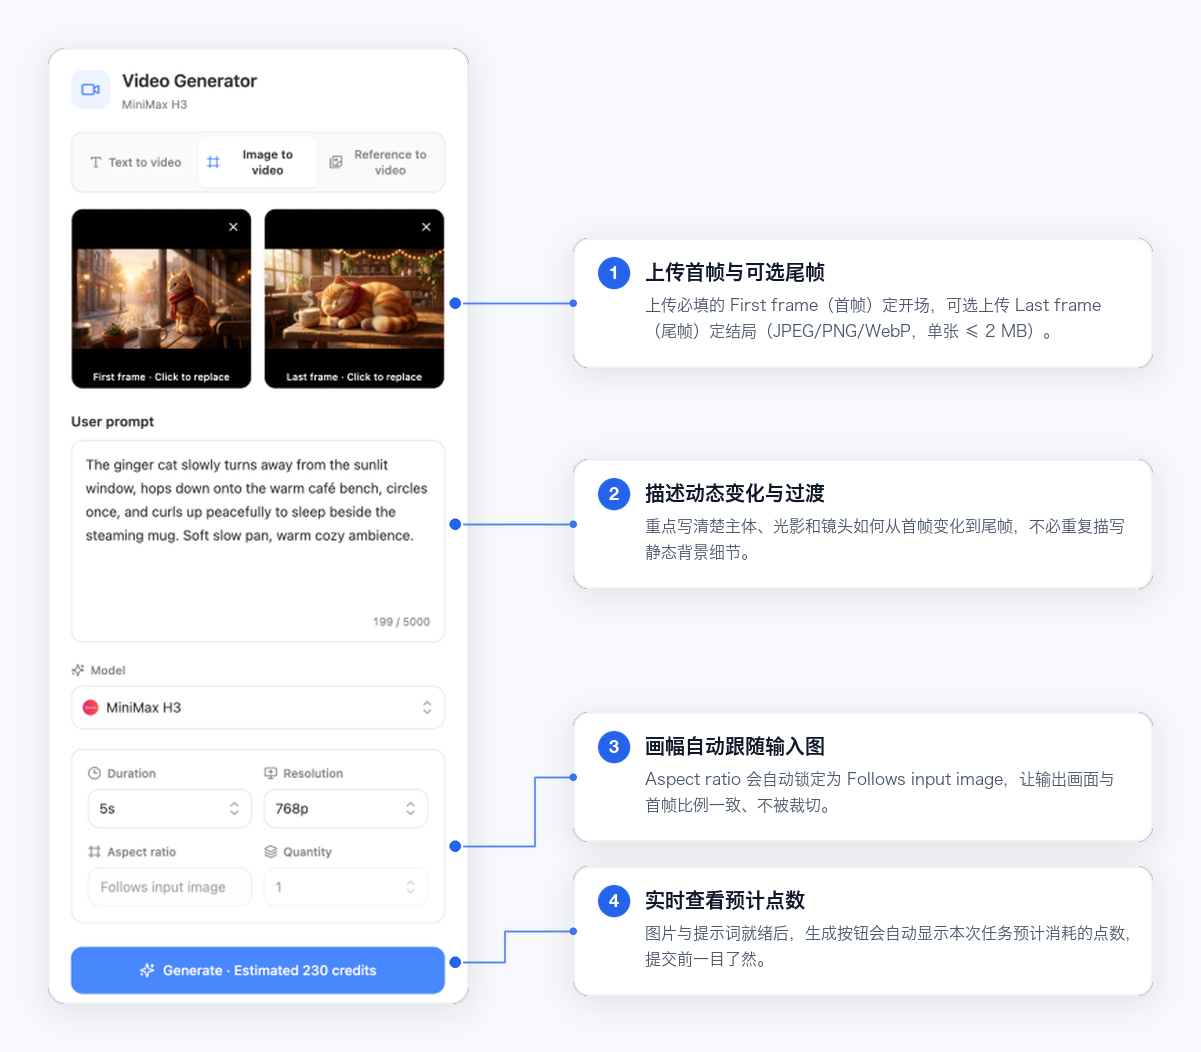 Video Generator
MiniMax H3
Text to video
Image to
video
Reference to
video
First frame · Click to replace
Last frame · Click to replace
User prompt
The ginger cat slowly turns away from the sunlit
window, hops down onto the warm café bench, circles
once, and curls up peacefully to sleep beside the
steaming mug. Soft slow pan, warm cozy ambience.
199 / 5000
Model
MiniMax H3
Duration
Resolution
5s
768p
Aspect ratio
Quantity
Follows input image
1
Generate · Estimated 230 credits
1
上传首帧与可选尾帧
上传必填的 First frame（首帧）定开场，可选上传 Last frame
（尾帧）定结局（JPEG/PNG/WebP，单张 ≤ 2 MB）。
2
描述动态变化与过渡
重点写清楚主体、光影和镜头如何从首帧变化到尾帧，不必重复描写
静态背景细节。
3
画幅自动跟随输入图
Aspect ratio 会自动锁定为 Follows input image，让输出画面与
首帧比例一致、不被裁切。
4
实时查看预计点数
图片与提示词就绪后，生成按钮会自动显示本次任务预计消耗的点数，
提交前一目了然。